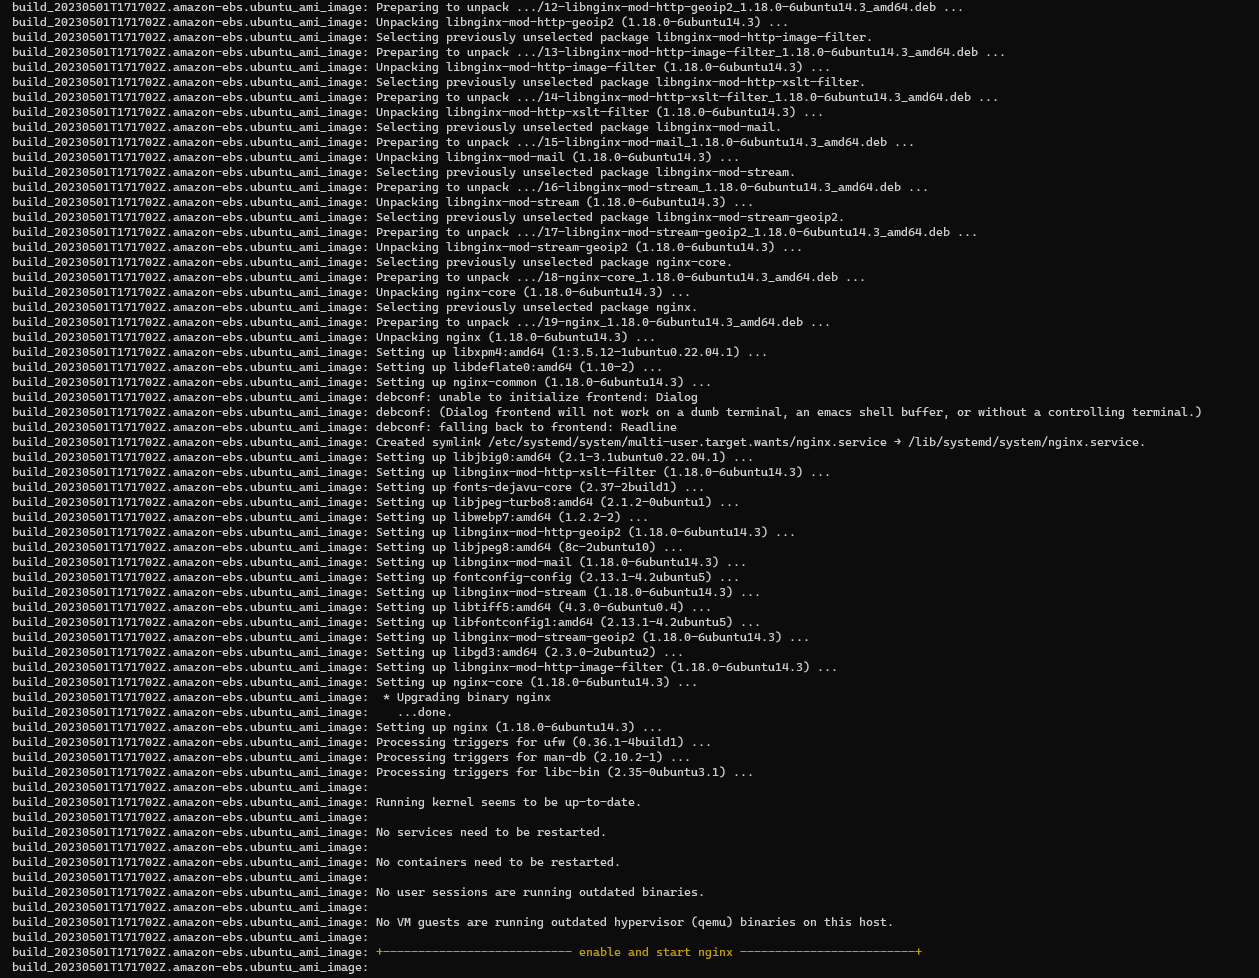 build_20230501T171702Z.amazon-ebs.ubuntu_ami_image: Preparing to unpack .../12-libnginx-mod-http-geoip2_1.18.0-6ubuntu14.3_amd64.deb ...
build_20230501T171702Z.amazon-ebs.ubuntu_ami_image: Unpacking libnginx-mod-http-geoip2 (1.18.0-6ubuntu14.3) ...
build_20230501T171702Z.amazon-ebs.ubuntu_ami_image: Selecting previously unselected package libnginx-mod-http-image-filter.
build_20230501T171702Z.amazon-ebs.ubuntu_ami_image: Preparing to unpack .../13-libnginx-mod-http-image-filter_1.18.0-6ubuntu14.3_amd64.deb ...
build_20230501T171702Z.amazon-ebs.ubuntu_ami_image: Unpacking libnginx-mod-http-image-filter (1.18.0-6ubuntu14.3) ...
build_20230501T171702Z.amazon-ebs.ubuntu_ami_image: Selecting previously unselected package libnginx-mod-http-xslt-filter.
build_20230501T171702Z.amazon-ebs.ubuntu_ami_image: Preparing to unpack .../14-libnginx-mod-http-xslt-filter_1.18.0-6ubuntu14.3_amd64.deb ...
build_20230501T171702Z.amazon-ebs.ubuntu_ami_image: Unpacking libnginx-mod-http-xslt-filter (1.18.0-6ubuntu14.3) ...
build_20230501T171702Z.amazon-ebs.ubuntu_ami_image: Selecting previously unselected package libnginx-mod-mail.
build_20230501T171702Z.amazon-ebs.ubuntu_ami_image: Preparing to unpack .../15-libnginx-mod-mail_1.18.0-6ubuntu14.3_amd64.deb ...
build_20230501T171702Z.amazon-ebs.ubuntu_ami_image: Unpacking libnginx-mod-mail (1.18.0-6ubuntu14.3) ...
build_20230501T171702Z.amazon-ebs.ubuntu_ami_image: Selecting previously unselected package libnginx-mod-stream.
build_20230501T171702Z.amazon-ebs.ubuntu_ami_image: Preparing to unpack .../16-libnginx-mod-stream_1.18.0-6ubuntu14.3_amd64.deb ...
build_20230501T171702Z.amazon-ebs.ubuntu_ami_image: Unpacking libnginx-mod-stream (1.18.0-6ubuntu14.3) ...
build_20230501T171702Z.amazon-ebs.ubuntu_ami_image: Selecting previously unselected package libnginx-mod-stream-geoip2.
build_20230501T171702Z.amazon-ebs.ubuntu_ami_image: Preparing to unpack .../17-libnginx-mod-stream-geoip2_1.18.0-6ubuntu14.3_amd64.deb ...
build_20230501T171702Z.amazon-ebs.ubuntu_ami_image: Unpacking libnginx-mod-stream-geoip2 (1.18.0-6ubuntu14.3) ...
build_20230501T171702Z.amazon-ebs.ubuntu_ami_image: Selecting previously unselected package nginx-core.
build_20230501T171702Z.amazon-ebs.ubuntu_ami_image: Preparing to unpack .../18-nginx-core_1.18.0-6ubuntu14.3_amd64.deb ...
build_20230501T171702Z.amazon-ebs.ubuntu_ami_image: Unpacking nginx-core (1.18.0-6ubuntu14.3) ...
build_20230501T171702Z.amazon-ebs.ubuntu_ami_image: Selecting previously unselected package nginx.
build_20230501T171702Z.amazon-ebs.ubuntu_ami_image: Preparing to unpack .../19-nginx_1.18.0-6ubuntu14.3_amd64.deb ...
build_20230501T171702Z.amazon-ebs.ubuntu_ami_image: Unpacking nginx (1.18.0-6ubuntu14.3) ...
build_20230501T171702Z.amazon-ebs.ubuntu_ami_image: Setting up libxpm4:amd64 (1:3.5.12-1ubuntu0.22.04.1) ...
build_20230501T171702Z.amazon-ebs.ubuntu_ami_image: Setting up libdeflate0:amd64 (1.10-2) ...
build_20230501T171702Z.amazon-ebs.ubuntu_ami_image: Setting up nginx-common (1.18.0-6ubuntu14.3) ...
build_20230501T171702Z.amazon-ebs.ubuntu_ami_image: debconf: unable to initialize frontend: Dialog
build_20230501T171702Z.amazon-ebs.ubuntu_ami_image: debconf: (Dialog frontend will not work on a dumb terminal, an emacs shell buffer, or without a controlling terminal.)
build_20230501T171702Z.amazon-ebs.ubuntu_ami_image: debconf: falling back to frontend: Readline
build_20230501T171702Z.amazon-ebs.ubuntu_ami_image: Created symlink /etc/systemd/system/multi-user.target.wants/nginx.service → /lib/systemd/system/nginx.service.
build_20230501T171702Z.amazon-ebs.ubuntu_ami_image: Setting up libjbig0:amd64 (2.1-3.1ubuntu0.22.04.1) ...
build_20230501T171702Z.amazon-ebs.ubuntu_ami_image: Setting up libnginx-mod-http-xslt-filter (1.18.0-6ubuntu14.3) ...
build_20230501T171702Z.amazon-ebs.ubuntu_ami_image: Setting up fonts-dejavu-core (2.37-2build1) ...
build_20230501T171702Z.amazon-ebs.ubuntu_ami_image: Setting up libjpeg-turbo8:amd64 (2.1.2-0ubuntu1) ...
build_20230501T171702Z.amazon-ebs.ubuntu_ami_image: Setting up libwebp7:amd64 (1.2.2-2) ...
build_20230501T171702Z.amazon-ebs.ubuntu_ami_image: Setting up libnginx-mod-http-geoip2 (1.18.0-6ubuntu14.3) ...
build_20230501T171702Z.amazon-ebs.ubuntu_ami_image: Setting up libjpeg8:amd64 (8c-2ubuntu10) ...
build_20230501T171702Z.amazon-ebs.ubuntu_ami_image: Setting up libnginx-mod-mail (1.18.0-6ubuntu14.3) ...
build_20230501T171702Z.amazon-ebs.ubuntu_ami_image: Setting up fontconfig-config (2.13.1-4.2ubuntu5) ...
build_20230501T171702Z.amazon-ebs.ubuntu_ami_image: Setting up libnginx-mod-stream (1.18.0-6ubuntu14.3) ...
build_20230501T171702Z.amazon-ebs.ubuntu_ami_image: Setting up libtiff5:amd64 (4.3.0-6ubuntu0.4) ...
build_20230501T171702Z.amazon-ebs.ubuntu_ami_image: Setting up libfontconfig1:amd64 (2.13.1-4.2ubuntu5) ...
build_20230501T171702Z.amazon-ebs.ubuntu_ami_image: Setting up libnginx-mod-stream-geoip2 (1.18.0-6ubuntu14.3) ...
build_20230501T171702Z.amazon-ebs.ubuntu_ami_image: Setting up libgd3:amd64 (2.3.0-2ubuntu2) ...
build_20230501T171702Z.amazon-ebs.ubuntu_ami_image: Setting up libnginx-mod-http-image-filter (1.18.0-6ubuntu14.3) ...
build_20230501T171702Z.amazon-ebs.ubuntu_ami_image: Setting up nginx-core (1.18.0-6ubuntu14.3) ...
build_20230501T171702Z.amazon-ebs.ubuntu_ami_image:  * Upgrading binary nginx
build_20230501T171702Z.amazon-ebs.ubuntu_ami_image:    ...done.
build_20230501T171702Z.amazon-ebs.ubuntu_ami_image: Setting up nginx (1.18.0-6ubuntu14.3) ...
build_20230501T171702Z.amazon-ebs.ubuntu_ami_image: Processing triggers for ufw (0.36.1-4build1) ...
build_20230501T171702Z.amazon-ebs.ubuntu_ami_image: Processing triggers for man-db (2.10.2-1) ...
build_20230501T171702Z.amazon-ebs.ubuntu_ami_image: Processing triggers for libc-bin (2.35-0ubuntu3.1) ...
build_20230501T171702Z.amazon-ebs.ubuntu_ami_image:
build_20230501T171702Z.amazon-ebs.ubuntu_ami_image: Running kernel seems to be up-to-date.
build_20230501T171702Z.amazon-ebs.ubuntu_ami_image:
build_20230501T171702Z.amazon-ebs.ubuntu_ami_image: No services need to be restarted.
build_20230501T171702Z.amazon-ebs.ubuntu_ami_image:
build_20230501T171702Z.amazon-ebs.ubuntu_ami_image: No containers need to be restarted.
build_20230501T171702Z.amazon-ebs.ubuntu_ami_image:
build_20230501T171702Z.amazon-ebs.ubuntu_ami_image: No user sessions are running outdated binaries.
build_20230501T171702Z.amazon-ebs.ubuntu_ami_image:
build_20230501T171702Z.amazon-ebs.ubuntu_ami_image: No VM guests are running outdated hypervisor (qemu) binaries on this host.
build_20230501T171702Z.amazon-ebs.ubuntu_ami_image:
build_20230501T171702Z.amazon-ebs.ubuntu_ami_image: +--------------------------- enable and start nginx -------------------------+
build_20230501T171702Z.amazon-ebs.ubuntu_ami_image: